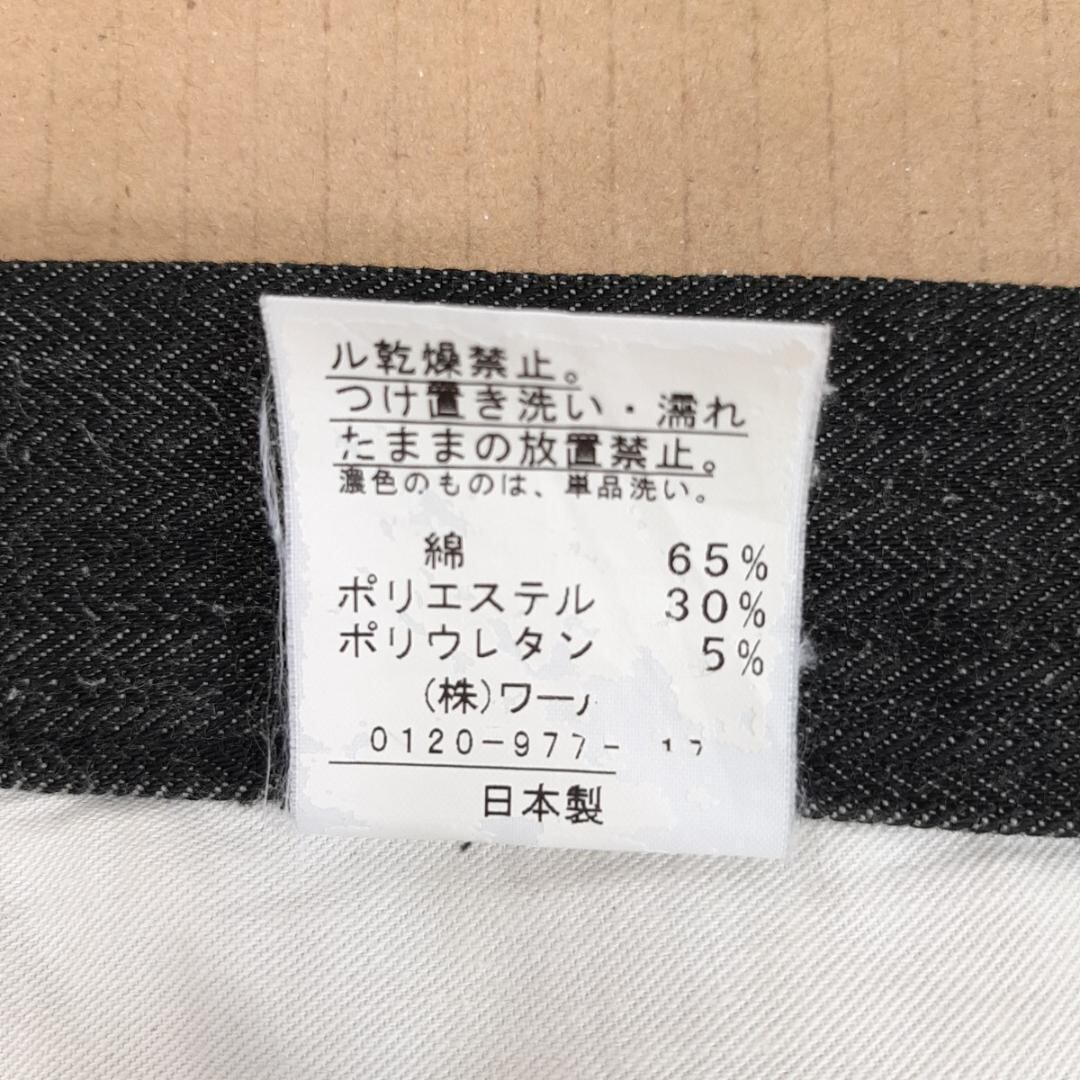 ル乾燥禁止。
つけ置き洗い・濡れ
たままの放置禁止。
濃色のものは、単品洗い。
綿 65%
ポリエステル 30%
ポリウレタン 5%
(株)ワー
0120-977-
日本製